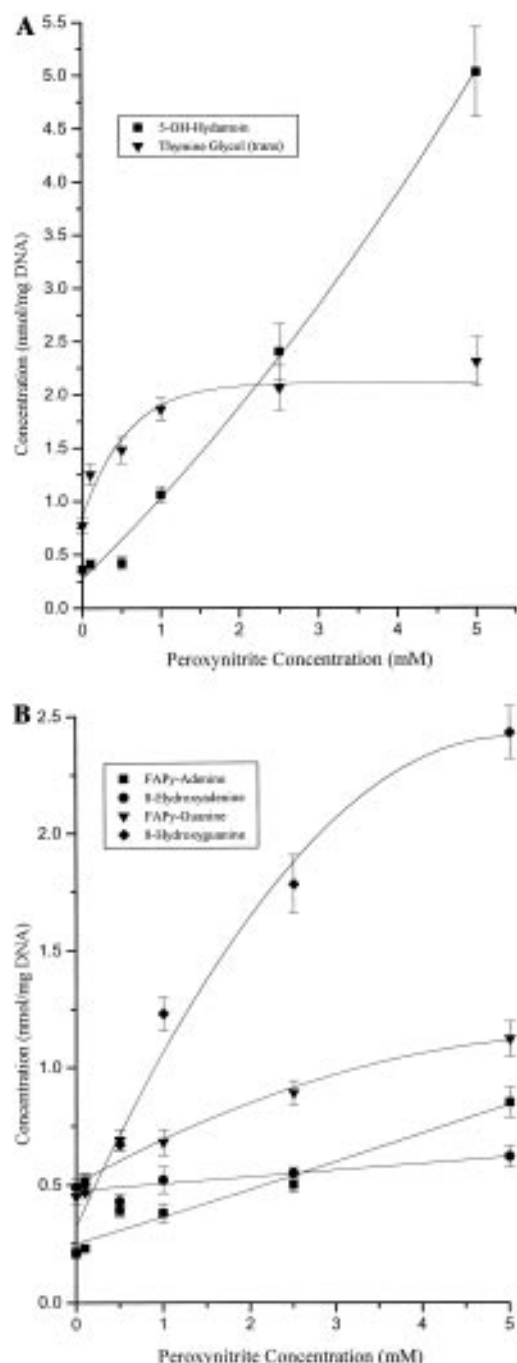 A
5.5
5.0
4.5
4.0
3.5
3.0
2.5
2.0
1.5
1.0
0.5
0.0
Concentration (nmol/mg DNA)
5-OH-Hydantoin
Thymine Glycol (trans)
0 1 2 3 4 5
Peroxynitrite Concentration (mM)
B
2.5
2.0
1.5
1.0
0.5
0.0
Concentration (nmol/mg DNA)
FAPy-Adenine
8-Hydroxyadenine
FAPy-Guanine
8-Hydroxyguanine
0 1 2 3 4 5
Peroxynitrite Concentration (mM)